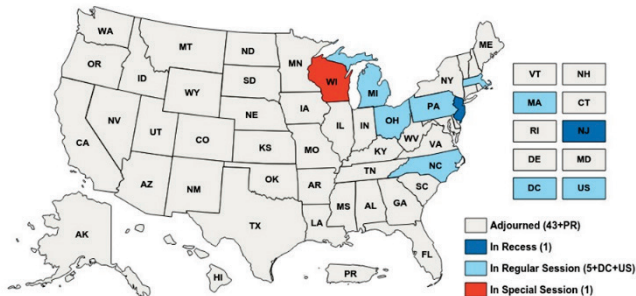 WA
MT
ND
MN
ME
OR
ID
SD
WI
MI
NY
WY
IA
PA
NE
NV
UT
CO
IL
IN
OH
WV
VA
CA
KS
MO
KY
NC
TN
AZ
NM
OK
AR
SC
MS
AL
GA
TX
LA
FL
AK
HI
PR
VT NH
MA CT
RI NJ
DE MD
DC US
Adjourned (43+PR)
In Recess (1)
In Regular Session (5+DC+US)
In Special Session (1)